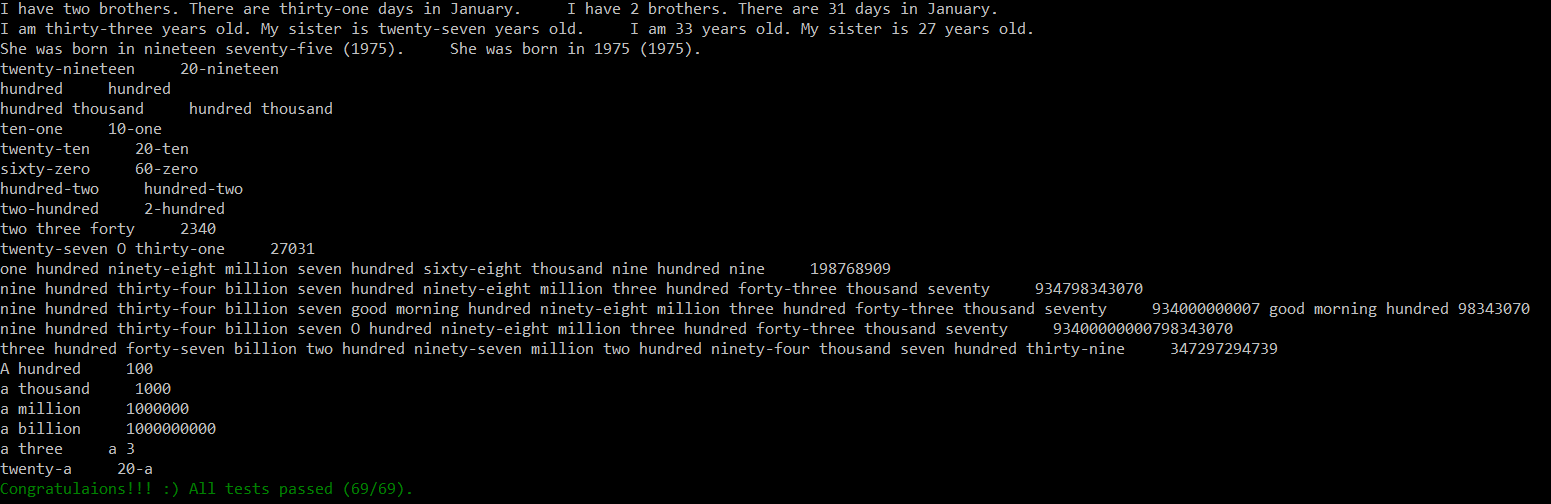 I have two brothers. There are thirty-one days in January.     I have 2 brothers. There are 31 days in January.
I am thirty-three years old. My sister is twenty-seven years old.     I am 33 years old. My sister is 27 years old.
She was born in nineteen seventy-five (1975).     She was born in 1975 (1975).
twenty-nineteen     20-nineteen
hundred     hundred
hundred thousand     hundred thousand
ten-one     10-one
twenty-ten     20-ten
sixty-zero     60-zero
hundred-two     hundred-two
two-hundred     2-hundred
two three forty     2340
twenty-seven O thirty-one     27031
one hundred ninety-eight million seven hundred sixty-eight thousand nine hundred nine     198768909
nine hundred thirty-four billion seven hundred ninety-eight million three hundred forty-three thousand seventy     934798343070
nine hundred thirty-four billion seven good morning hundred ninety-eight million three hundred forty-three thousand seventy     934000000007 good morning hundred 98343070
nine hundred thirty-four billion seven O hundred ninety-eight million three hundred forty-three thousand seventy     93400000000798343070
three hundred forty-seven billion two hundred ninety-seven million two hundred ninety-four thousand seven hundred thirty-nine     347297294739
A hundred     100
a thousand     1000
a million     1000000
a billion     1000000000
a three     a 3
twenty-a     20-a
Congratulaions!!! :) All tests passed (69/69).